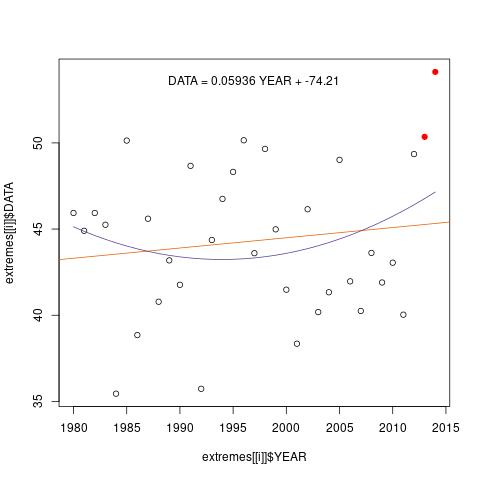 DATA = 0.05936 YEAR + -74.21
extremes[[i]]$DATA
50
45
40
35
1980 1985 1990 1995 2000 2005 2010 2015
extremes[[i]]$YEAR